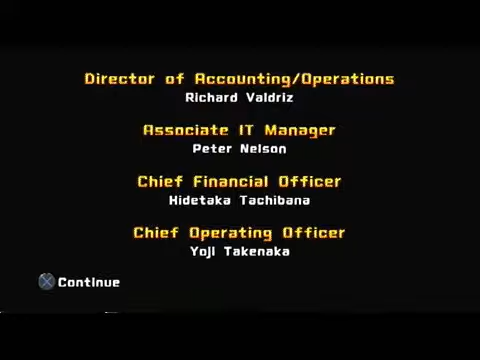 Director of Accounting/Operations
Richard Valdriz
Associate IT Manager
Peter Nelson
Chief Financial Officer
Hidetaka Tachibana
Chief Operating Officer
Yoji Takenaka
Continue